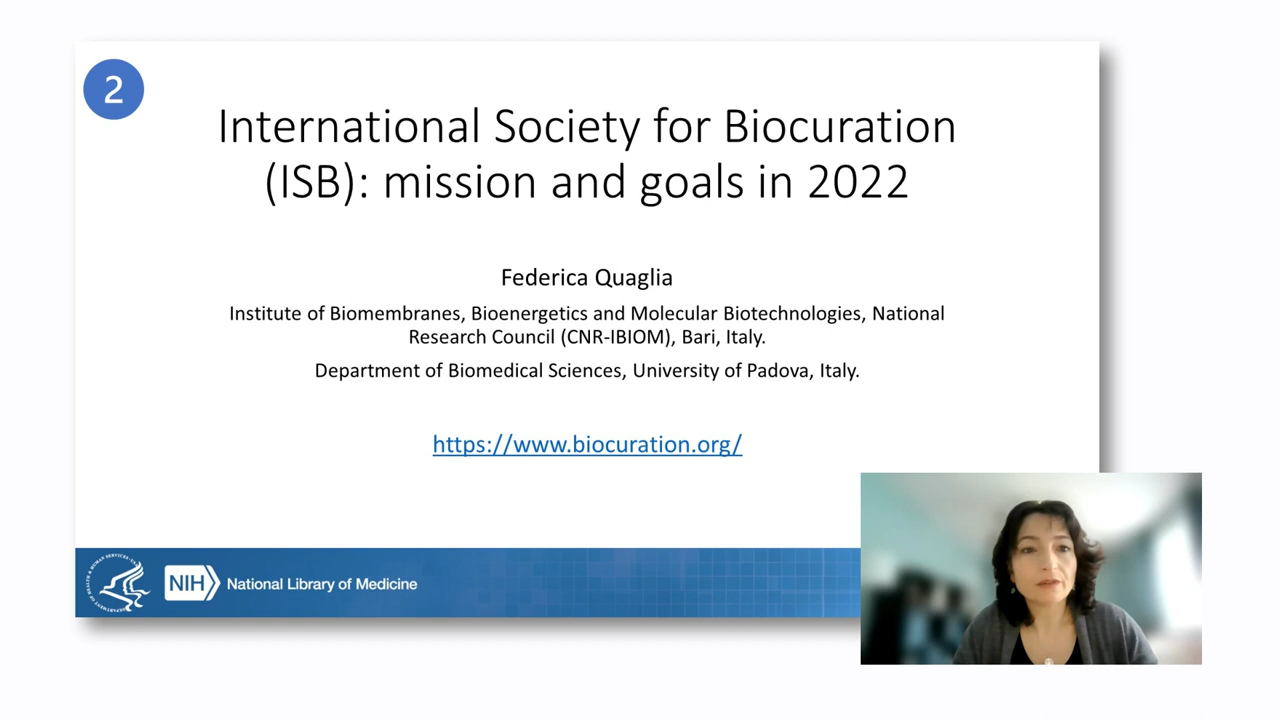 2
International Society for Biocuration
(ISB): mission and goals in 2022
Federica Quaglia
Institute of Biomembranes, Bioenergetics and Molecular Biotechnologies, National
Research Council (CNR-IBIOM), Bari, Italy.
Department of Biomedical Sciences, University of Padova, Italy.
https://www.biocuration.org/
NIH National Library of Medicine